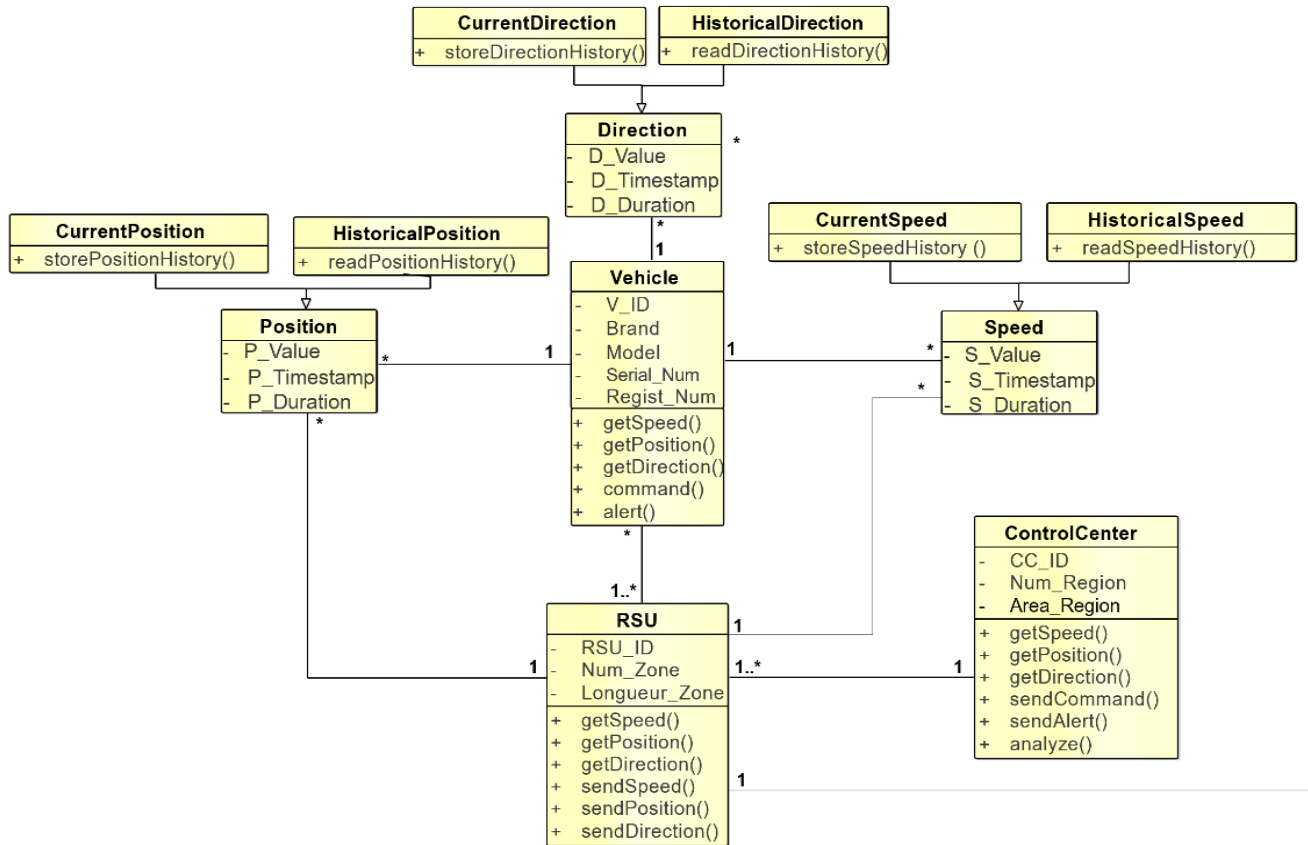 CurrentDirection
+ storeDirectionHistory()
HistoricalDirection
+ readDirectionHistory()
Direction
- D_Value
- D_Timestamp
- D_Duration
*
*
1
CurrentPosition
+ storePositionHistory()
HistoricalPosition
+ readPositionHistory()
CurrentSpeed
+ storeSpeedHistory ()
HistoricalSpeed
+ readSpeedHistory()
Position
- P_Value
- P_Timestamp
- P_Duration
*
1
*
Vehicle
- V_ID
- Brand
- Model
- Serial_Num
- Regist_Num
+ getSpeed()
+ getPosition()
+ getDirection()
+ command()
+ alert()
1
*
*
Speed
- S_Value
- S_Timestamp
- S_Duration
*
1..*
RSU
- RSU_ID
- Num_Zone
- Longueur_Zone
+ getSpeed()
+ getPosition()
+ getDirection()
+ sendSpeed()
+ sendPosition()
+ sendDirection()
1
1
1..*
1
1
ControlCenter
- CC_ID
- Num_Region
- Area_Region
+ getSpeed()
+ getPosition()
+ getDirection()
+ sendCommand()
+ sendAlert()
+ analyze()